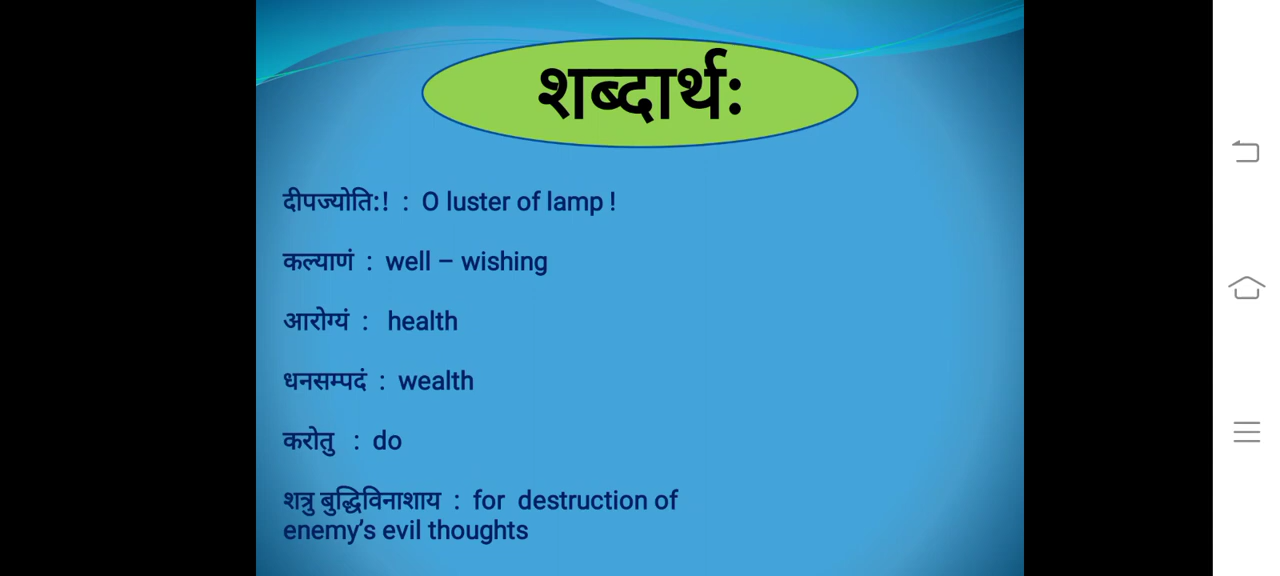 शब्दार्थः
दीपज्योतिः! : O luster of lamp !
कल्याणं : well – wishing
आरोग्यं : health
धनसम्पदं : wealth
करोतु : do
शत्रु बुद्धिविनाशाय : for destruction of
enemy’s evil thoughts